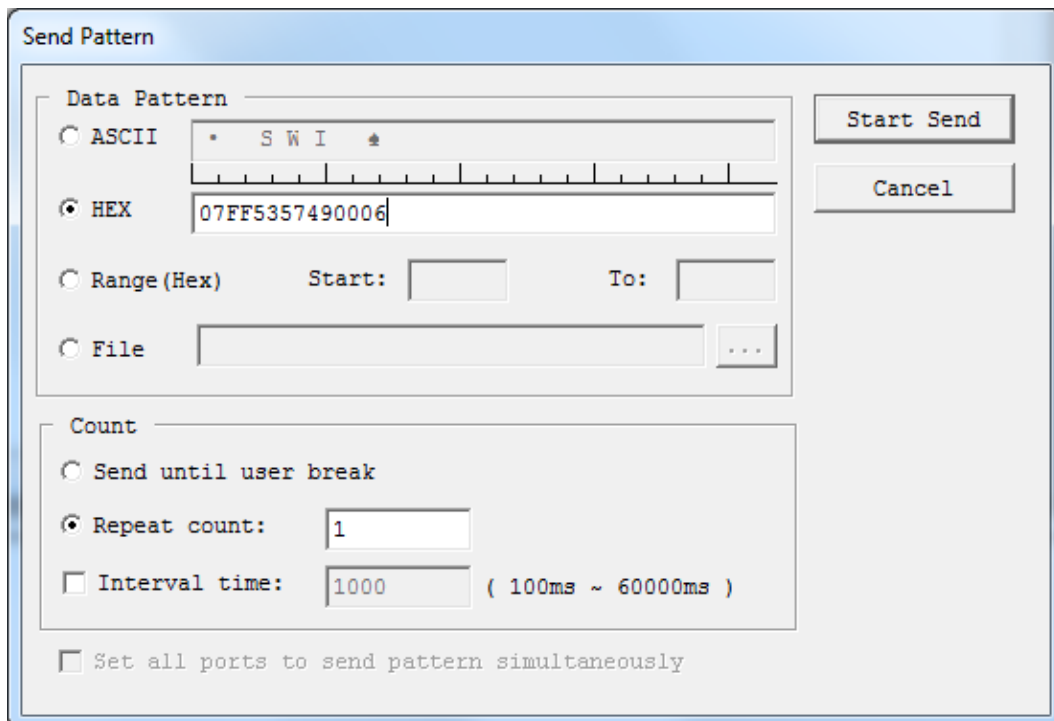 Send Pattern
Data Pattern
ASCII • SWI ♠
HEX 07FF5357490006
Range(Hex) Start: To:
File ...
Start Send
Cancel
Count
Send until user break
Repeat count: 1
Interval time: 1000 ( 100ms ~ 60000ms )
Set all ports to send pattern simultaneously